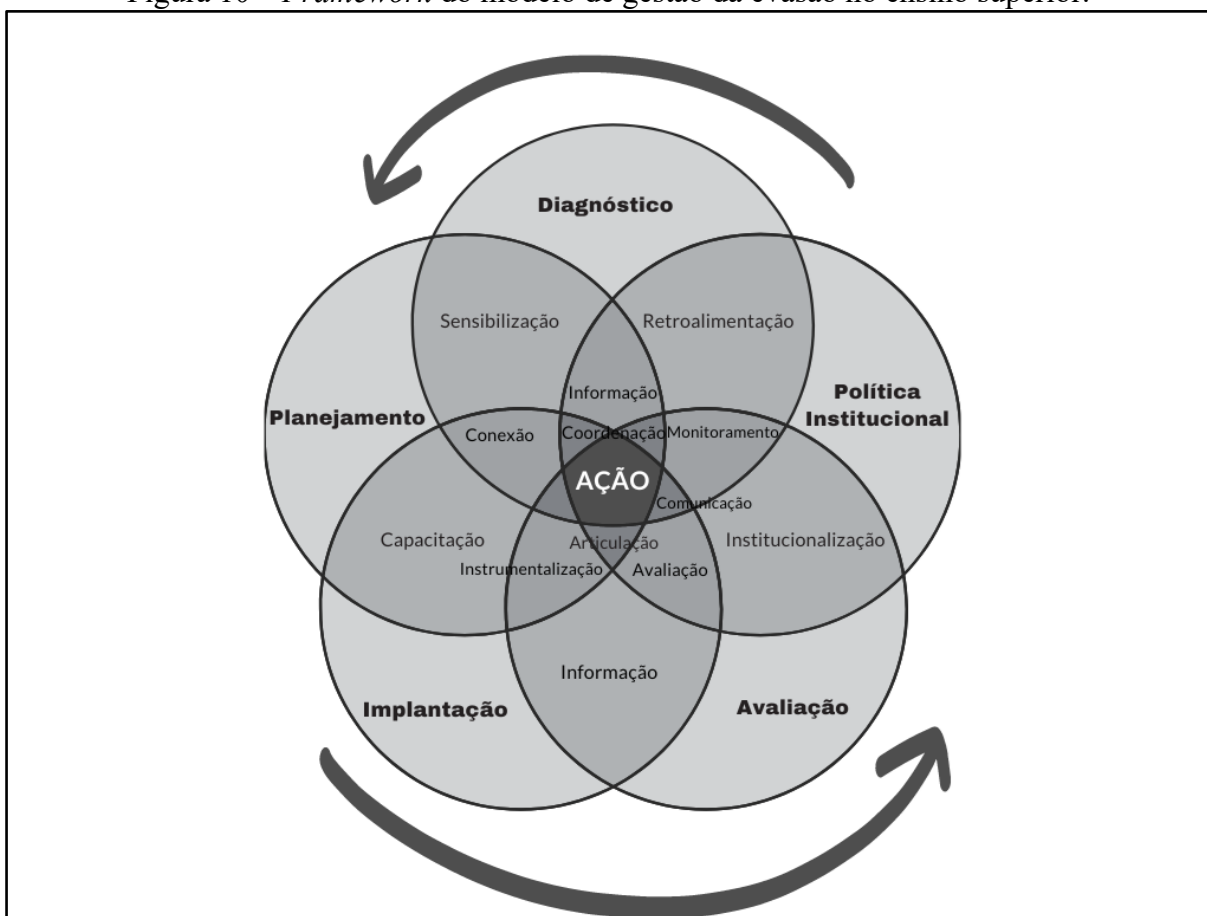 Figura 10 - Framework do modelo de gestão da evasão no ensino superior.
Diagnóstico
Sensibilização
Retroalimentação
Informação
Política
Institucional
Planejamento
Conexão
Coordenação
Monitoramento
AÇÃO
Comunicação
Capacitação
Articulação
Institucionalização
Instrumentalização
Avaliação
Informação
Implantação
Avaliação